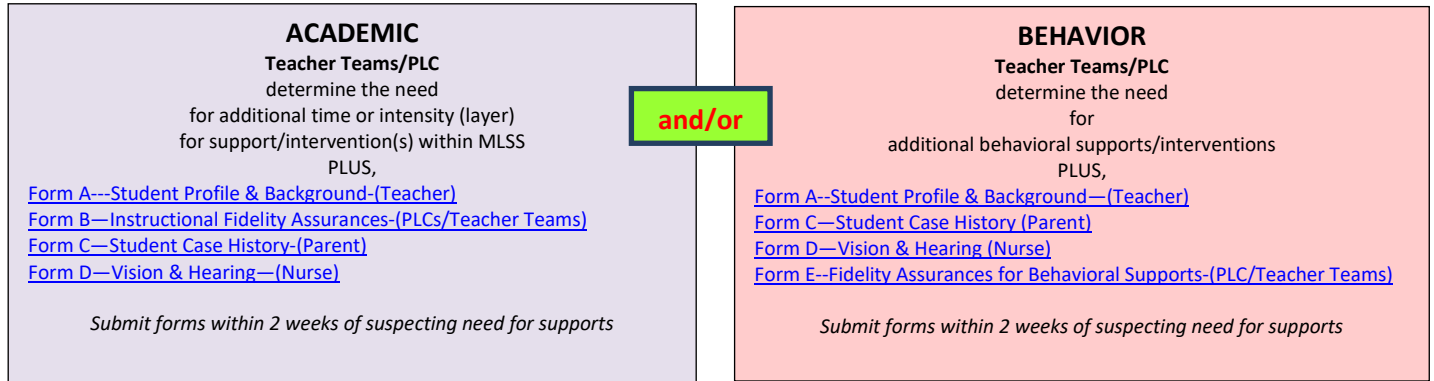 ACADEMIC
Teacher Teams/PLC
determine the need
for additional time or intensity (layer)
for support/intervention(s) within MLSS
PLUS,
Form A---Student Profile & Background-(Teacher)
Form B—Instructional Fidelity Assurances-(PLCs/Teacher Teams)
Form C—Student Case History-(Parent)
Form D—Vision & Hearing—(Nurse)
Submit forms within 2 weeks of suspecting need for supports
and/or
BEHAVIOR
Teacher Teams/PLC
determine the need
for
additional behavioral supports/interventions
PLUS,
Form A--Student Profile & Background—(Teacher)
Form C—Student Case History (Parent)
Form D—Vision & Hearing (Nurse)
Form E--Fidelity Assurances for Behavioral Supports-(PLC/Teacher Teams)
Submit forms within 2 weeks of suspecting need for supports